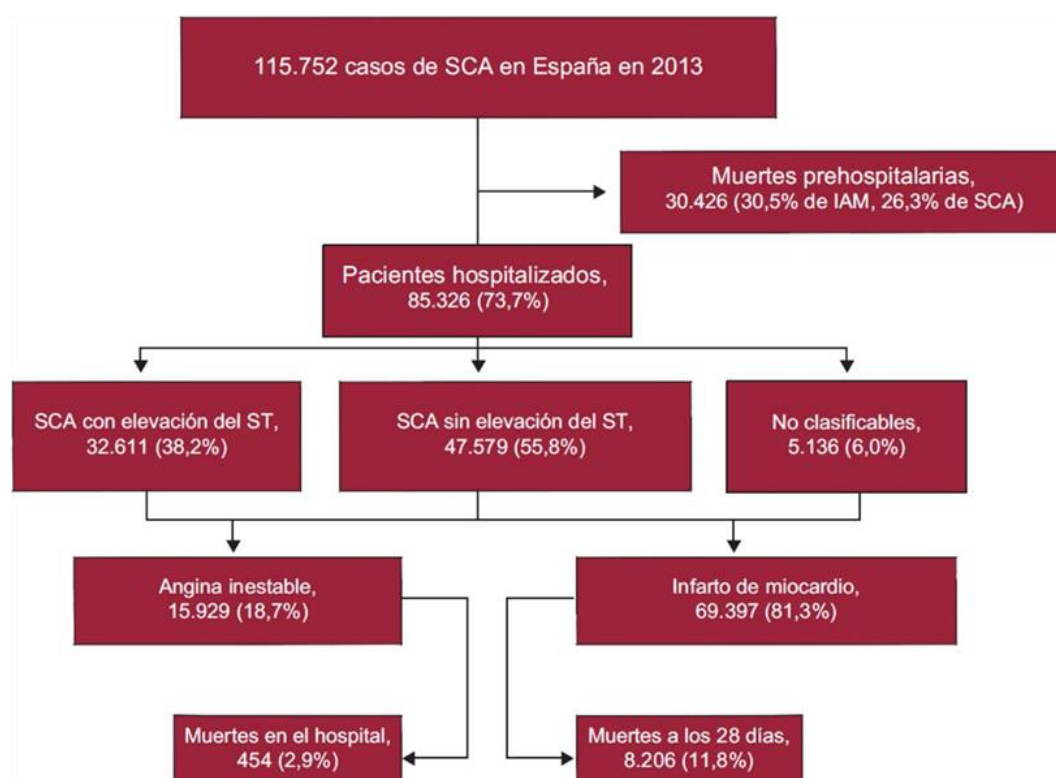 115.752 casos de SCA en España en 2013
Muertes prehospitalarias,
30.426 (30,5% de IAM, 26,3% de SCA)
Pacientes hospitalizados,
85.326 (73,7%)
SCA con elevación del ST,
32.611 (38,2%)
SCA sin elevación del ST,
47.579 (55,8%)
No clasificables,
5.136 (6,0%)
Angina inestable,
15.929 (18,7%)
Infarto de miocardio,
69.397 (81,3%)
Muertes en el hospital,
454 (2,9%)
Muertes a los 28 días,
8.206 (11,8%)